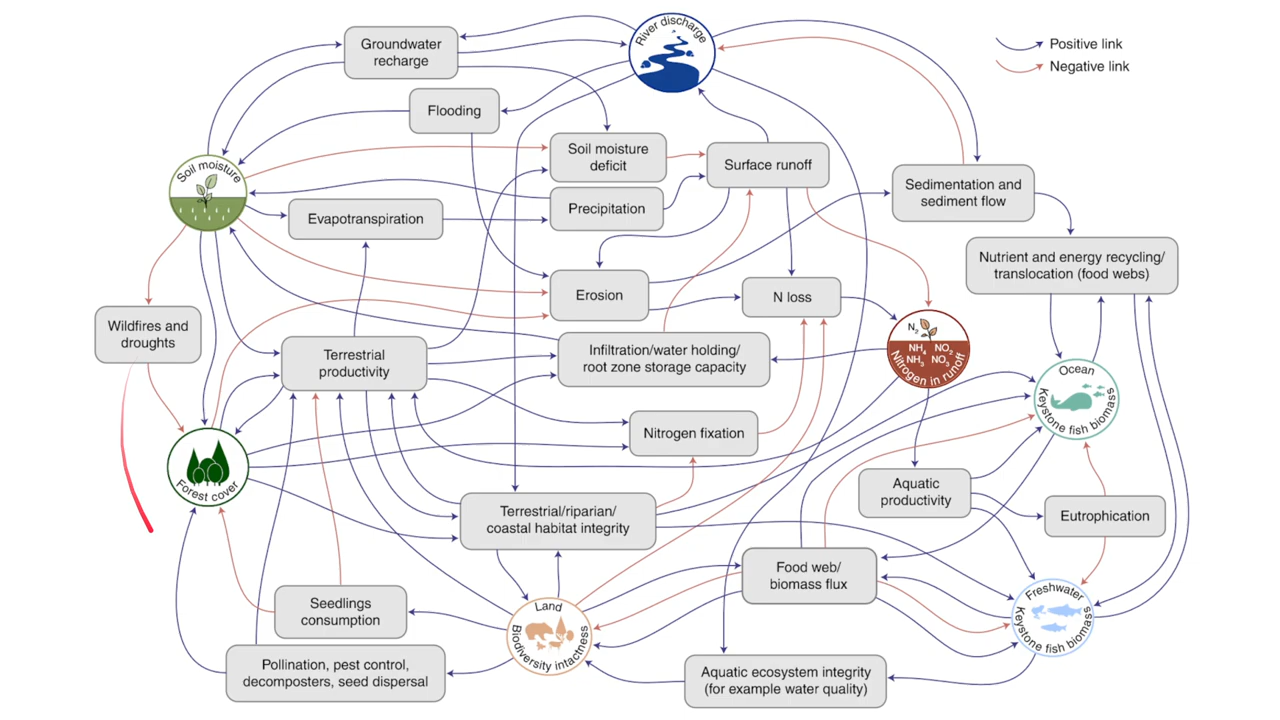 River discharge
Groundwater
recharge
Positive link
Negative link
Flooding
Soil moisture
deficit
Surface runoff
Soil moisture
Sedimentation and
sediment flow
Precipitation
Evapotranspiration
Nutrient and energy recycling/
translocation (food webs)
Erosion
N loss
Wildfires and
droughts
N2
NH4 NO2
NH3 NO3
Nitrogen in runoff
Terrestrial
productivity
Infiltration/water holding/
root zone storage capacity
Ocean
Keystone fish biomass
Nitrogen fixation
Forest cover
Aquatic
productivity
Terrestrial/riparian/
coastal habitat integrity
Eutrophication
Food web/
biomass flux
Seedlings
consumption
Land
Biodiversity intactness
Freshwater
Keystone fish biomass
Pollination, pest control,
decomposters, seed dispersal
Aquatic ecosystem integrity
(for example water quality)